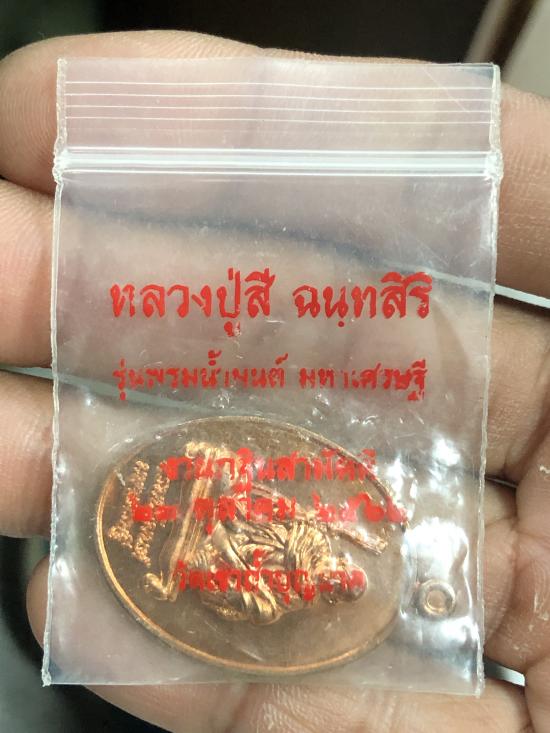 หลวงปู่สี ฉนฺทสิริ
รุ่นพรมน้ำมนต์ มหาเศรษฐี
งานกฐินสามัคคี
๒๓ ตุลาคม
วัดเขาถ้ำบุญนาค